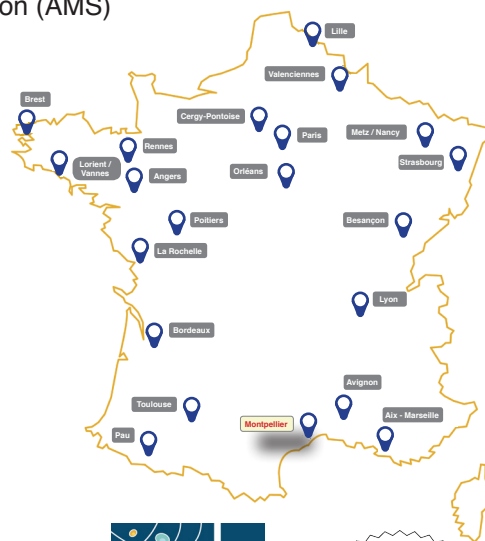 on (AMS)
Lille
Valenciennes
Brest
Cergy-Pontoise
Paris
Metz / Nancy
Rennes
Strasbourg
Lorient /
Vannes
Angers
Orléans
Poitiers
Besançon
La Rochelle
Lyon
Bordeaux
Avignon
Toulouse
Aix - Marseille
Montpellier
Pau